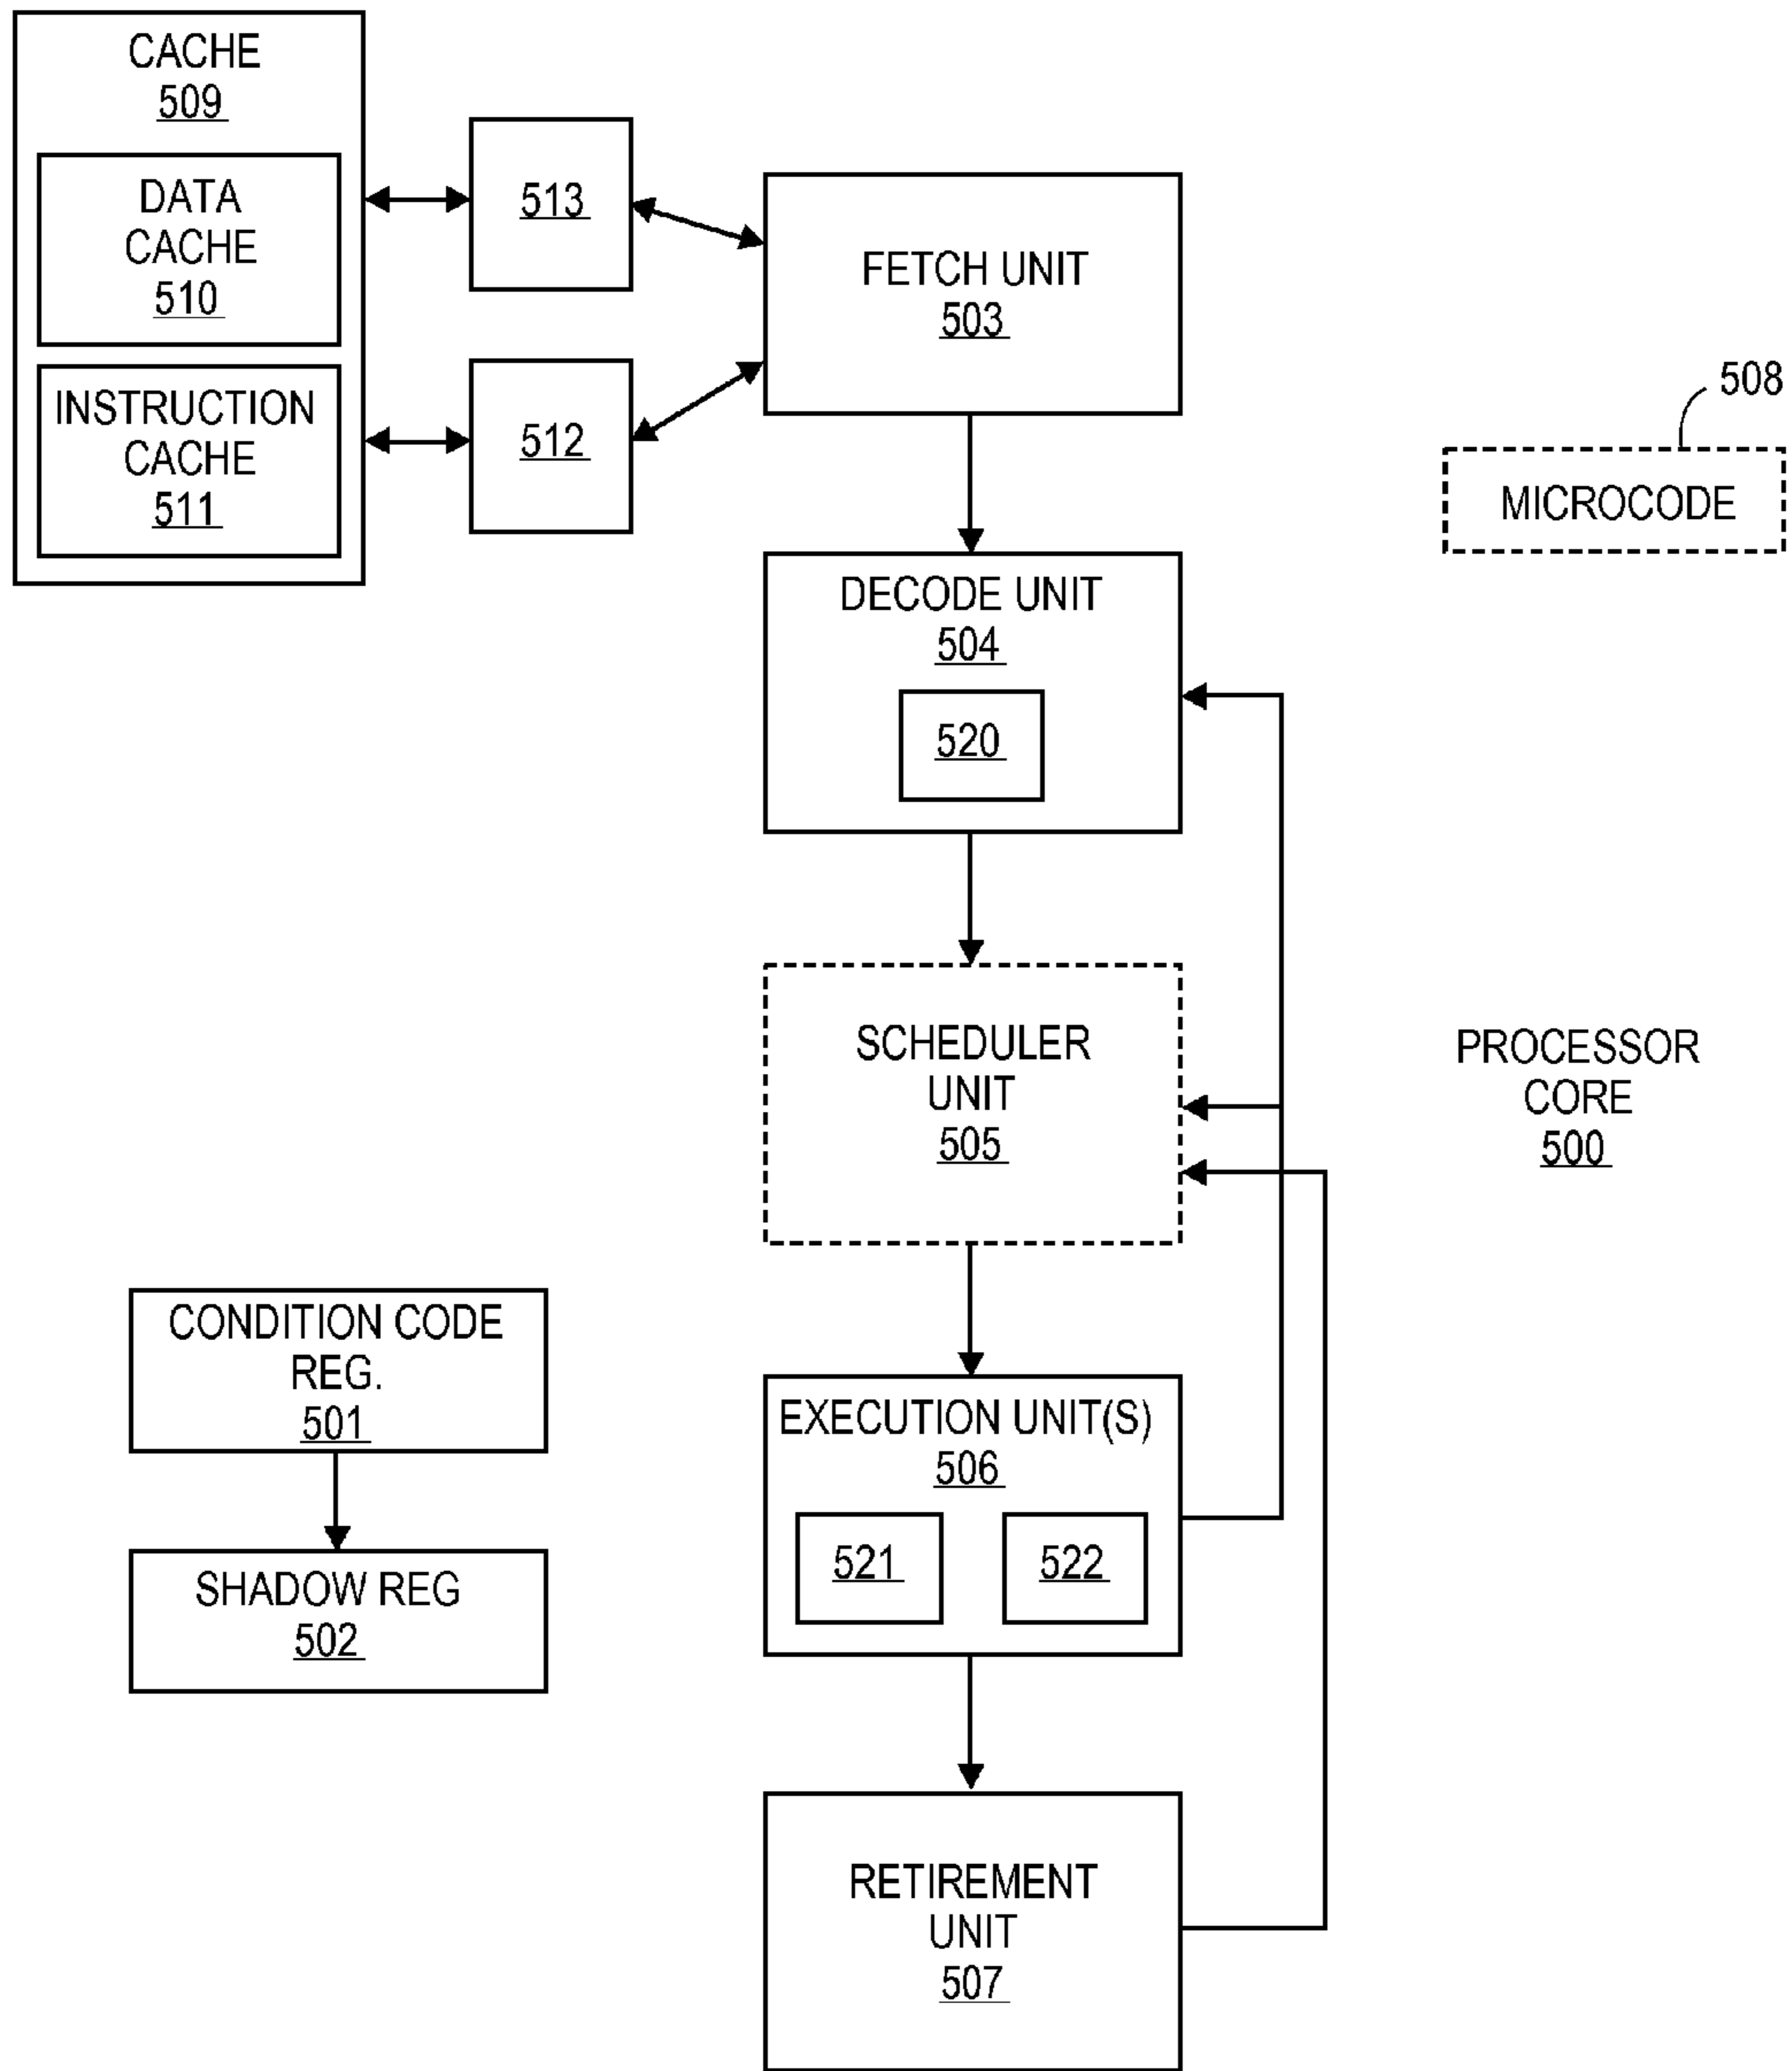 CACHE
509
DATA
CACHE
510
INSTRUCTION
CACHE
511
513
512
FETCH UNIT
503
508
MICROCODE
DECODE UNIT
504
520
SCHEDULER
UNIT
505
PROCESSOR
CORE
500
CONDITION CODE
REG.
501
SHADOW REG
502
EXECUTION UNIT(S)
506
521
522
RETIREMENT
UNIT
507